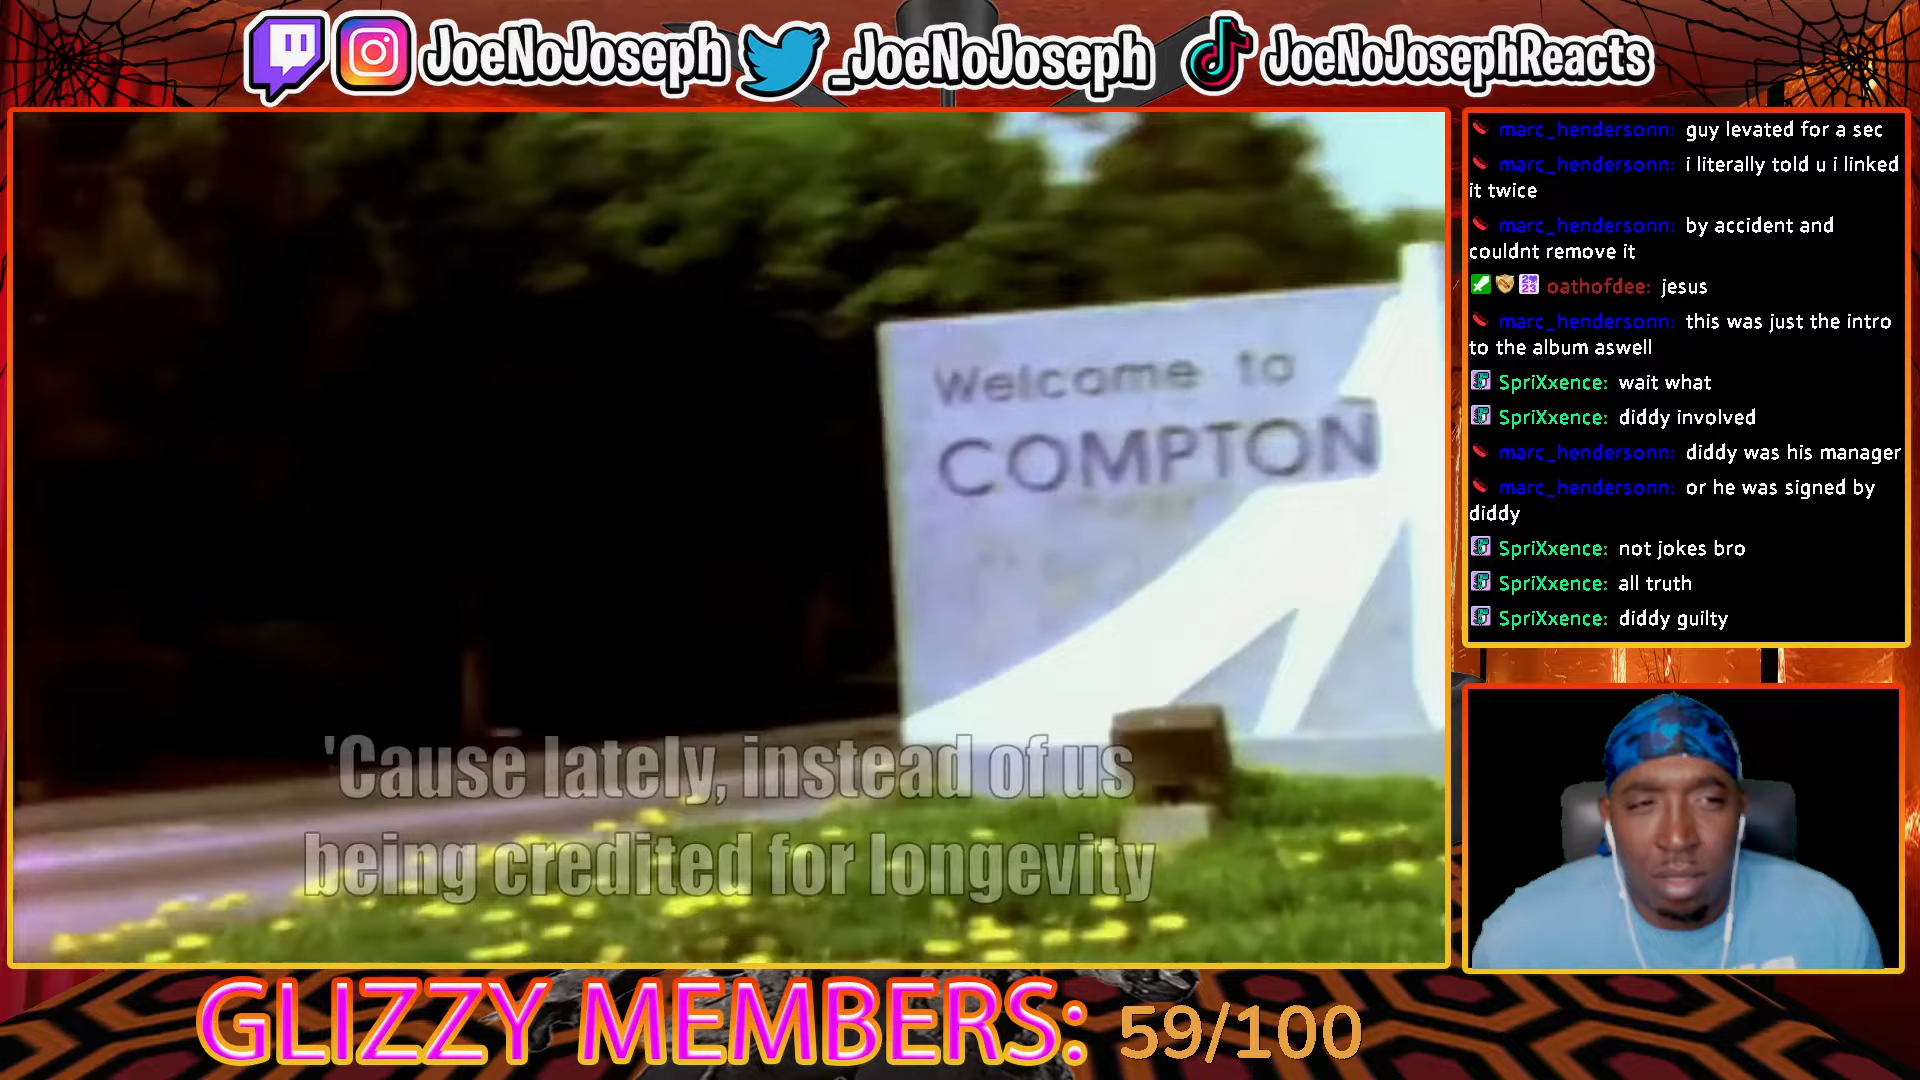 JoeNoJoseph _JoeNoJoseph JoeNoJosephReacts
Welcome to
COMPTON
'Cause lately, instead of us
being credited for longevity
marc_hendersonn: guy levated for a sec
marc_hendersonn: i literally told u i linked
it twice
marc_hendersonn: by accident and
couldnt remove it
oathofdee: jesus
marc_hendersonn: this was just the intro
to the album aswell
SpriXxence: wait what
SpriXxence: diddy involved
marc_hendersonn: diddy was his manager
marc_hendersonn: or he was signed by
diddy
SpriXxence: not jokes bro
SpriXxence: all truth
SpriXxence: diddy guilty
GLIZZY MEMBERS: 59/100